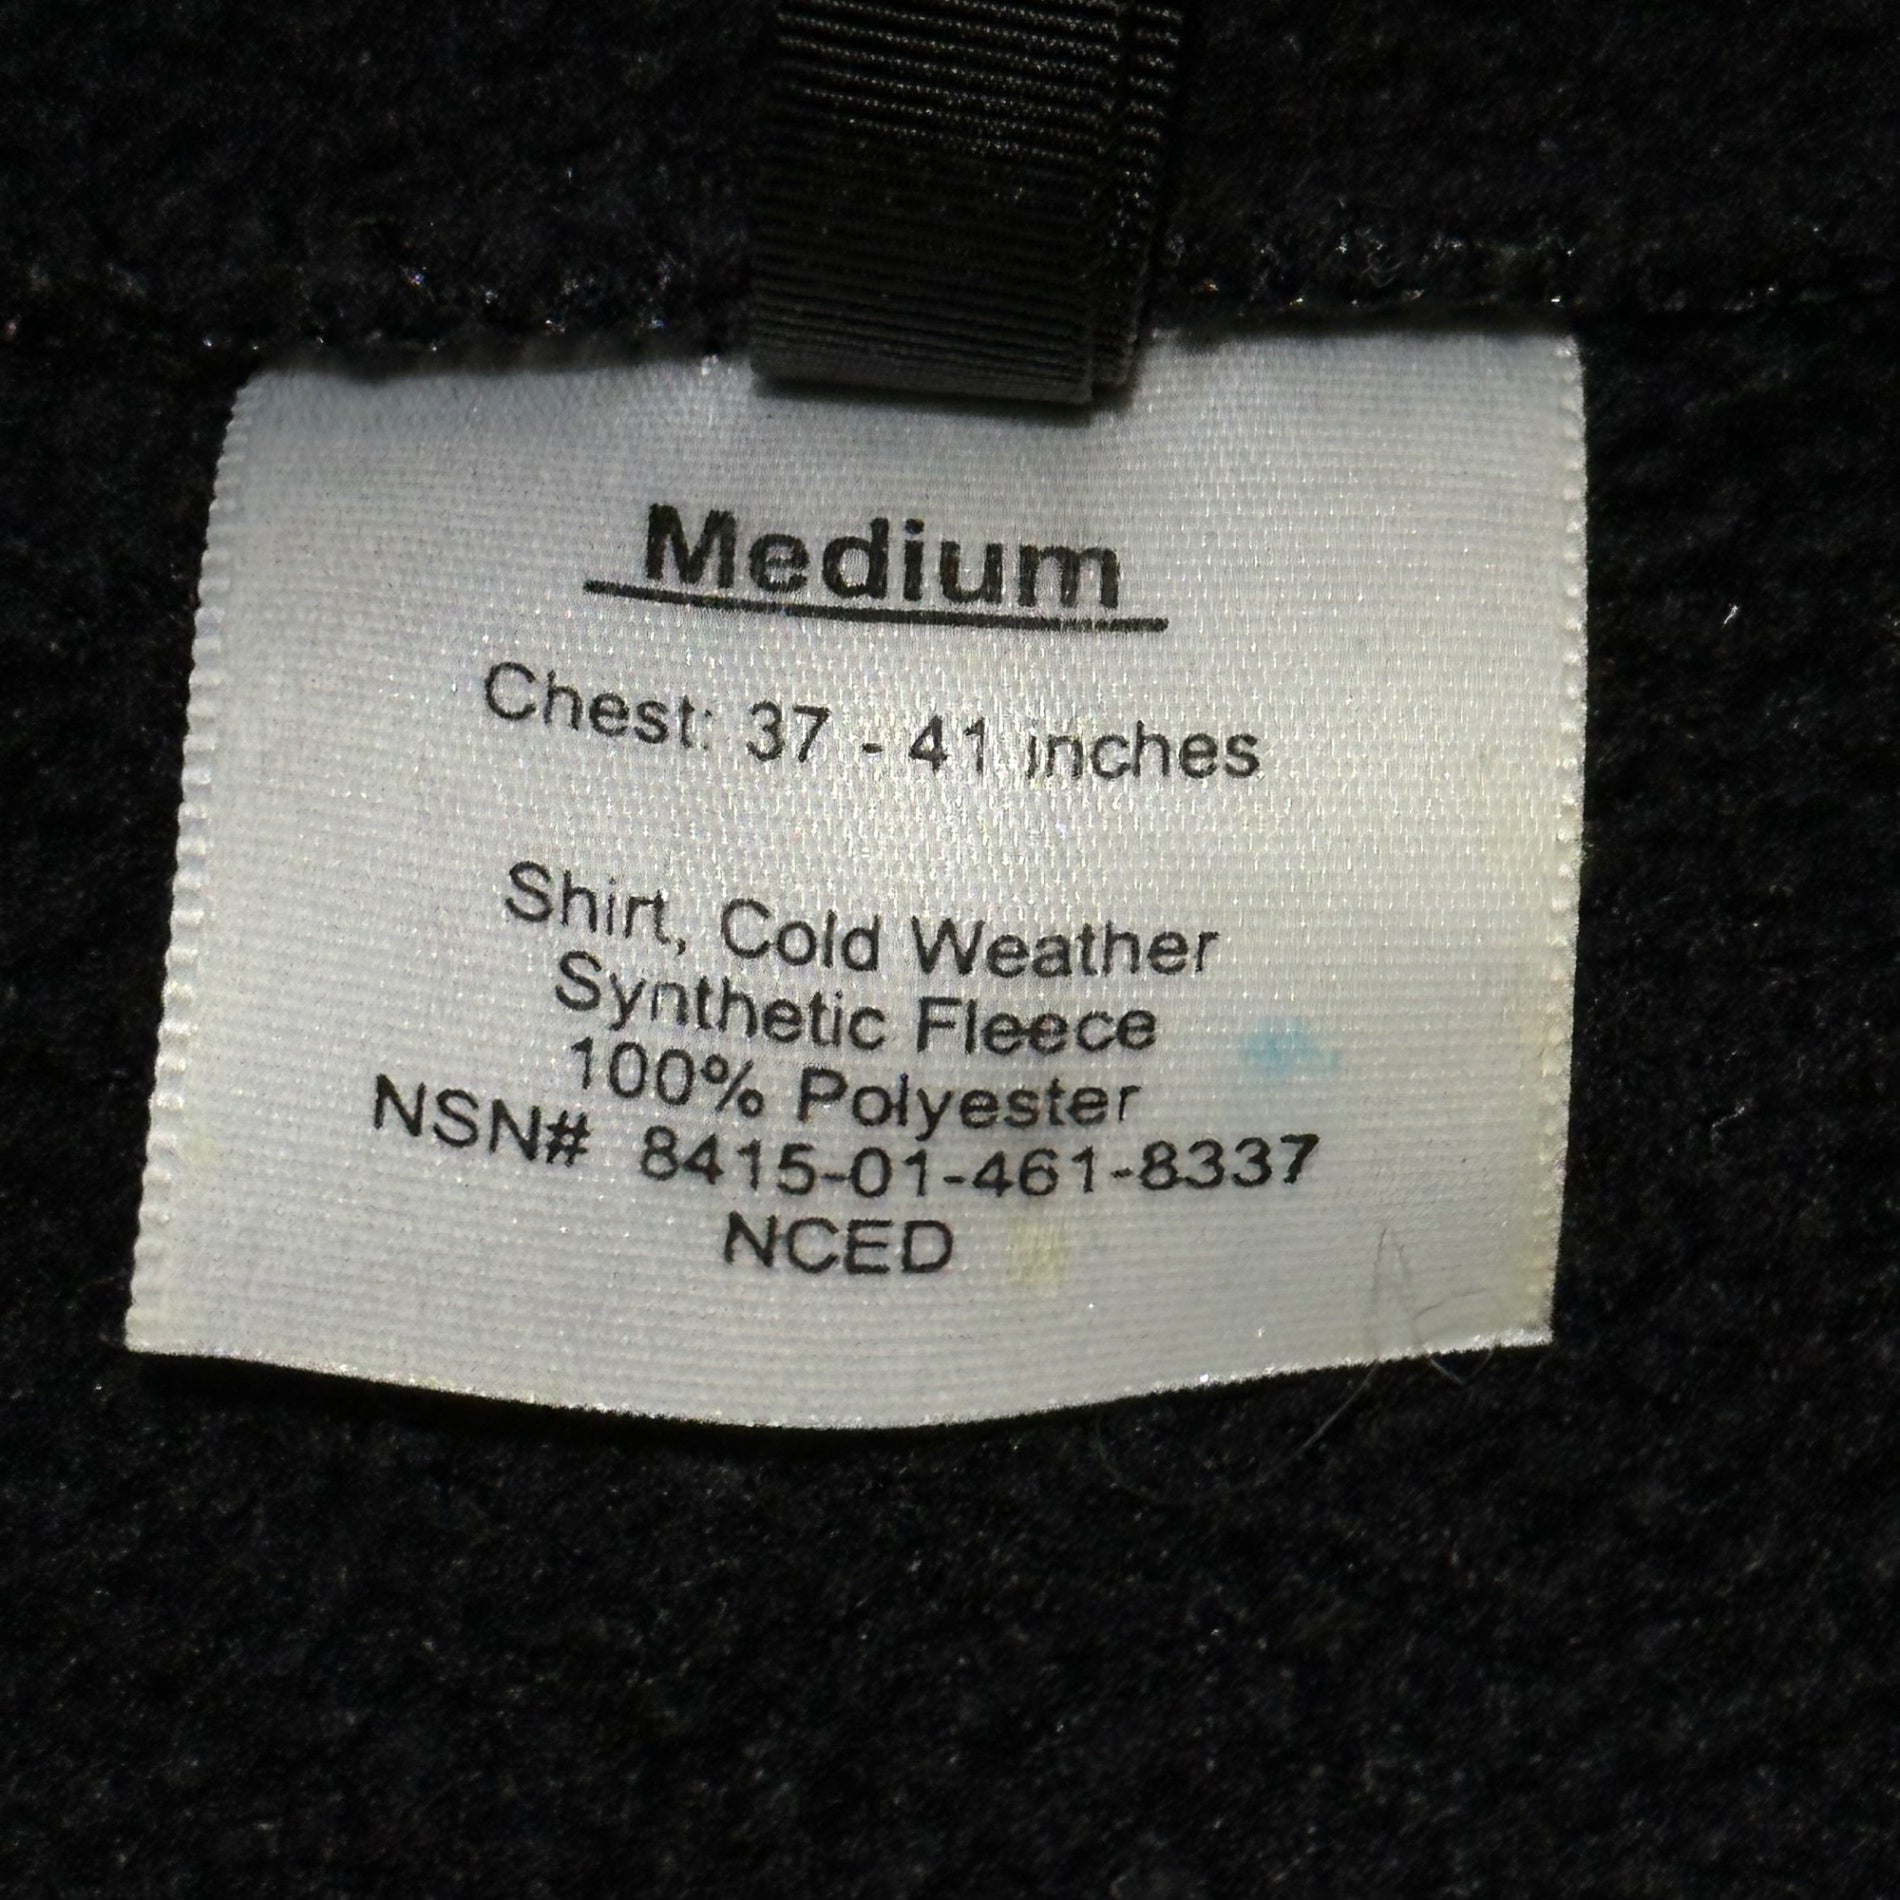 Medium
Chest: 37 - 41 inches
Shirt, Cold Weather
Synthetic Fleece
100% Polyester
NSN# 8415-01-461-8337
NCED